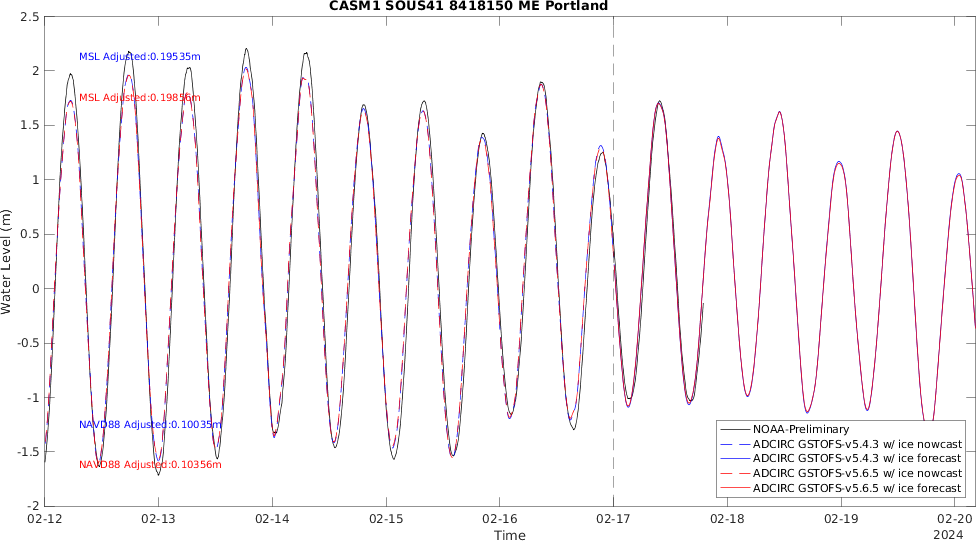 CASM1 SOUS41 8418150 ME Portland
2.5
2
1.5
1
0.5
0
-0.5
-1
-1.5
-2
Water Level (m)
MSL Adjusted:0.19535m
MSL Adjusted:0.19856m
NAVD88 Adjusted:0.10035m
NAVD88 Adjusted:0.10356m
NOAA-Preliminary
ADCIRC GSTOFS-v5.4.3 w/ ice nowcast
ADCIRC GSTOFS-v5.4.3 w/ ice forecast
ADCIRC GSTOFS-v5.6.5 w/ ice nowcast
ADCIRC GSTOFS-v5.6.5 w/ ice forecast
02-12 02-13 02-14 02-15 02-16 02-17 02-18 02-19 02-20
Time
2024